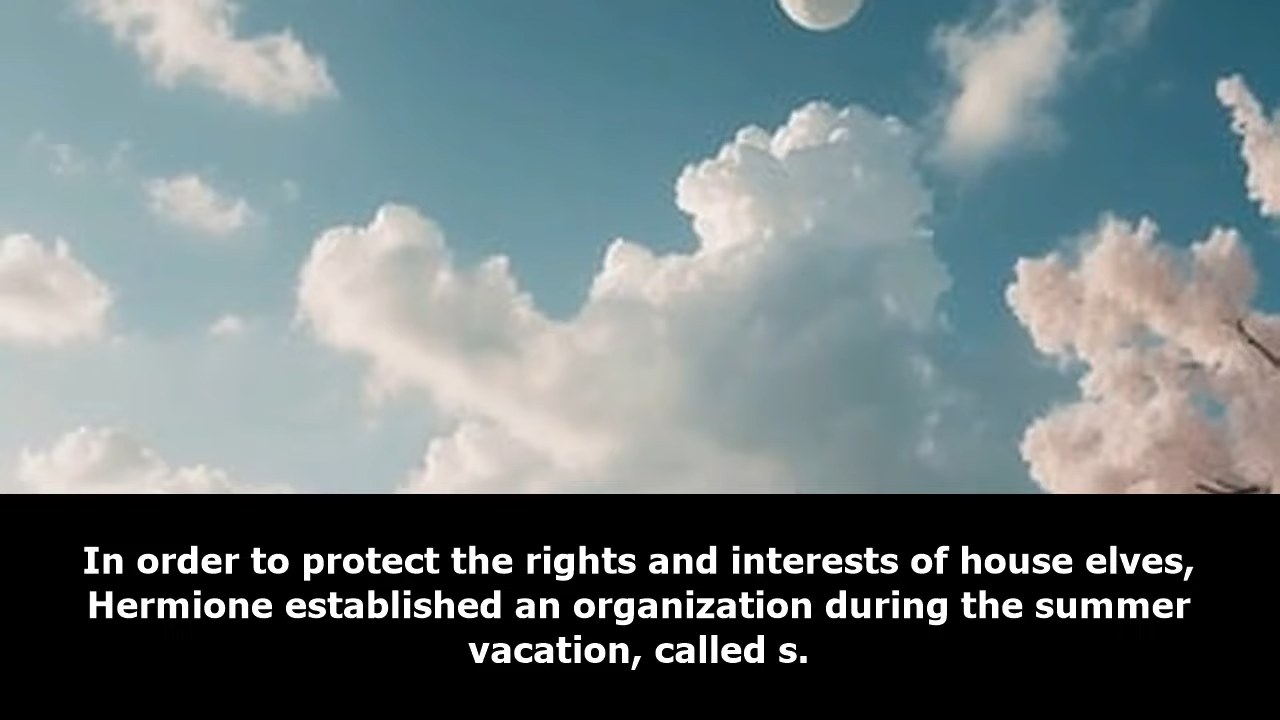 In order to protect the rights and interests of house elves,
Hermione established an organization during the summer
vacation, called s.